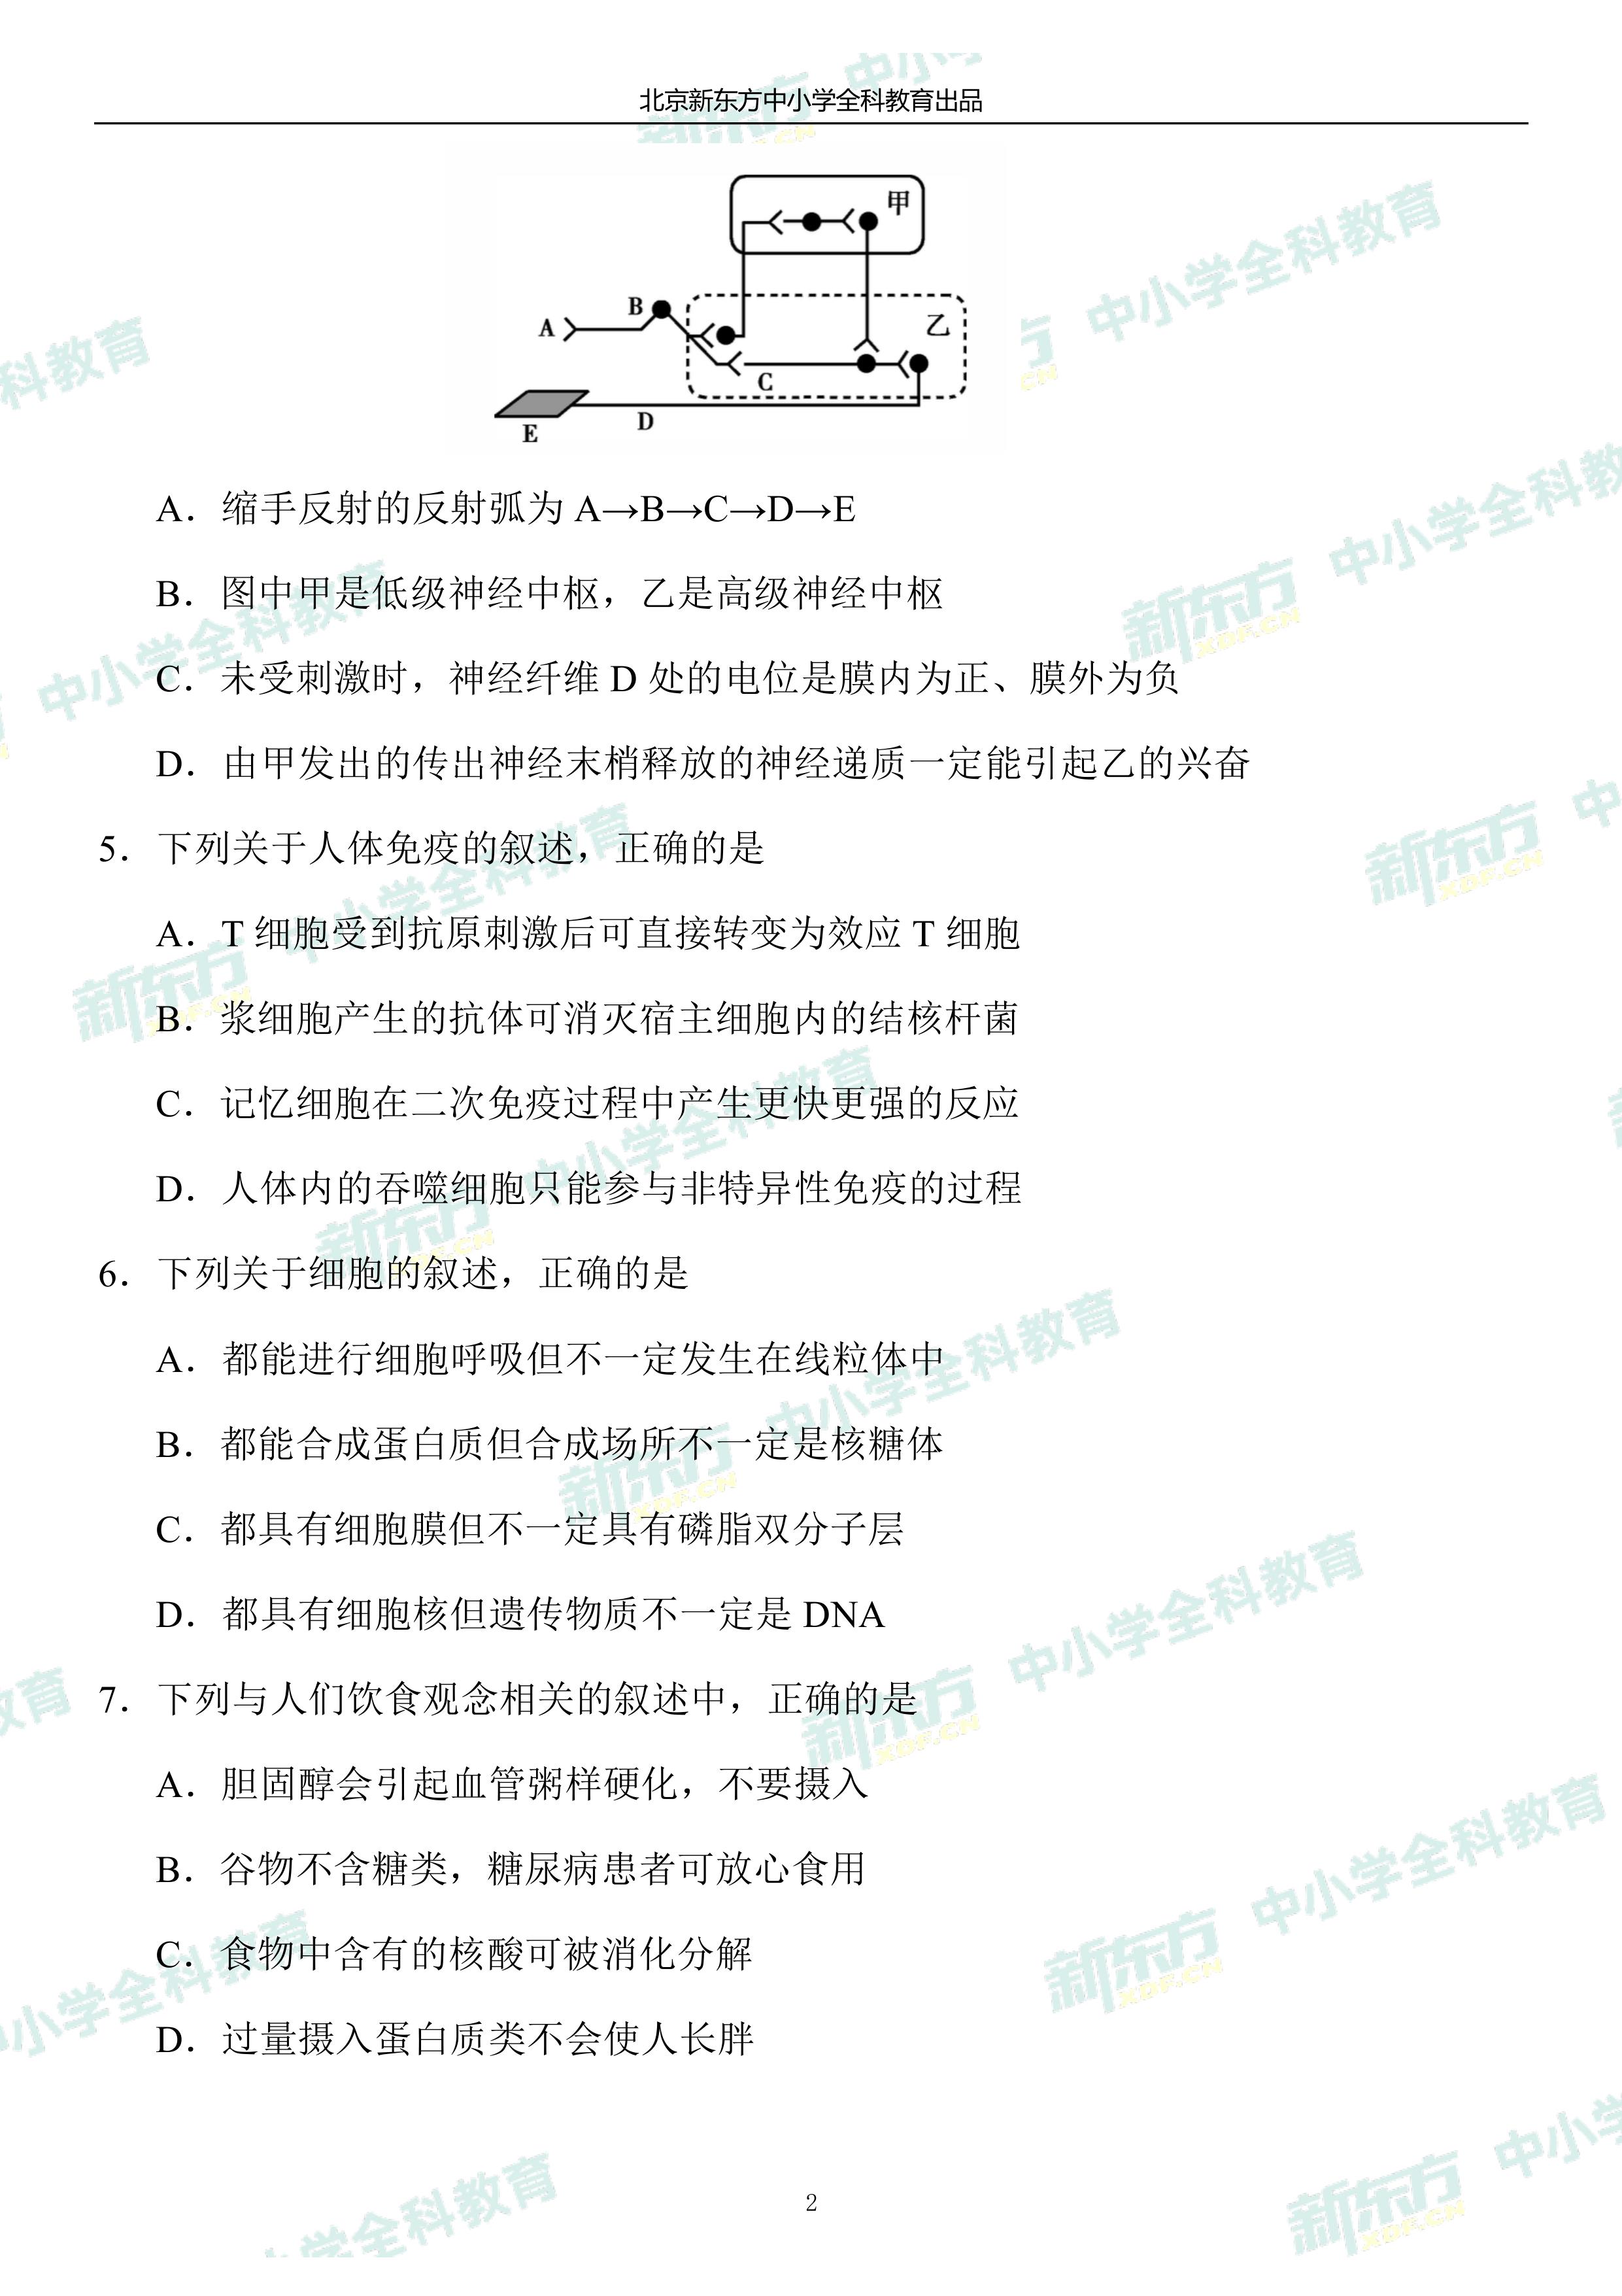 北京新东方中小学全科教育出品
甲
B
A
乙
C
D
E
A．缩手反射的反射弧为 A→B→C→D→E
B．图中甲是低级神经中枢，乙是高级神经中枢
C．未受刺激时，神经纤维 D 处的电位是膜内为正、膜外为负
D．由甲发出的传出神经末梢释放的神经递质一定能引起乙的兴奋
5．下列关于人体免疫的叙述，正确的是
A．T 细胞受到抗原刺激后可直接转变为效应 T 细胞
B．浆细胞产生的抗体可消灭宿主细胞内的结核杆菌
C．记忆细胞在二次免疫过程中产生更快更强的反应
D．人体内的吞噬细胞只能参与非特异性免疫的过程
6．下列关于细胞的叙述，正确的是
A．都能进行细胞呼吸但不一定发生在线粒体中
B．都能合成蛋白质但合成场所不一定是核糖体
C．都具有细胞膜但不一定具有磷脂双分子层
D．都具有细胞核但遗传物质不一定是 DNA
7．下列与人们饮食观念相关的叙述中，正确的是
A．胆固醇会引起血管粥样硬化，不要摄入
B．谷物不含糖类，糖尿病患者可放心食用
C．食物中含有的核酸可被消化分解
D．过量摄入蛋白质类不会使人长胖
2